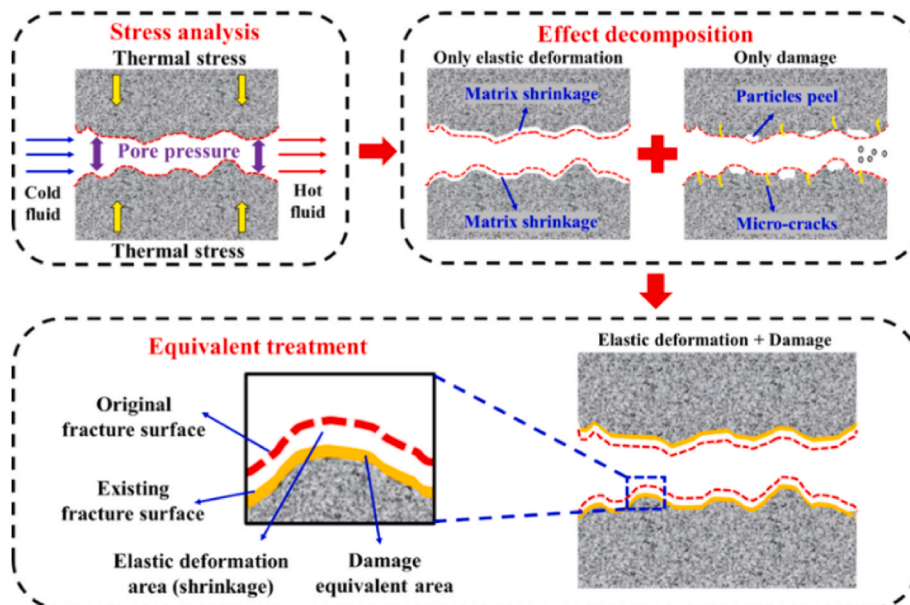 Stress analysis
Thermal stress
Pore pressure
Cold
fluid
Hot
fluid
Thermal stress
Effect decomposition
Only elastic deformation
Matrix shrinkage
Matrix shrinkage
Only damage
Particles peel
Micro-cracks
Equivalent treatment
Original
fracture surface
Existing
fracture surface
Elastic deformation
area (shrinkage)
Damage
equivalent area
Elastic deformation + Damage